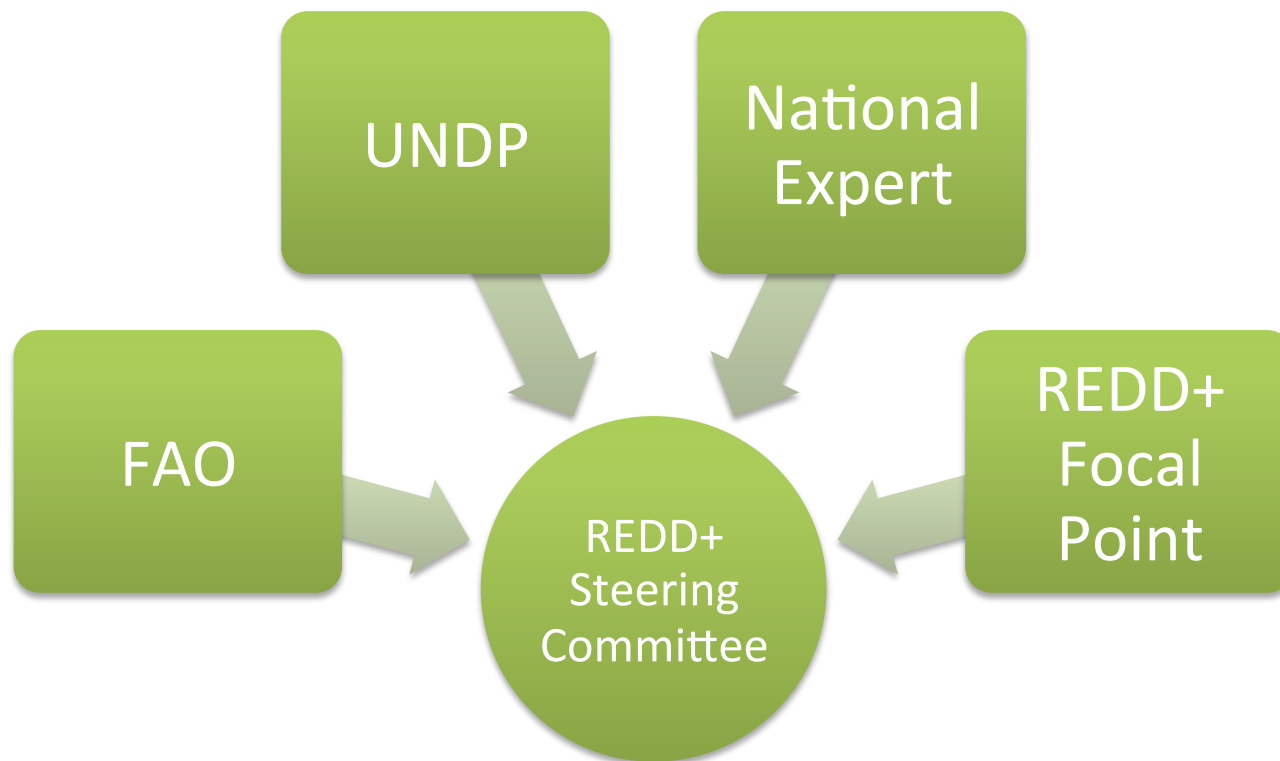 UNDP
National
Expert
FAO
REDD+
Focal
Point
REDD+
Steering
Committee